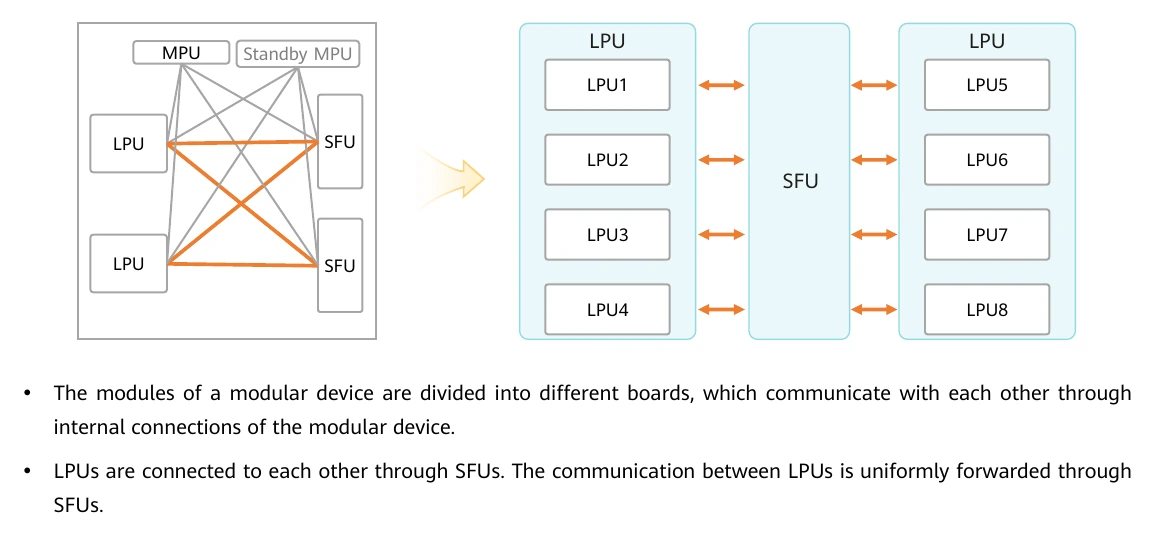 MPU
Standby MPU
LPU
SFU
LPU
SFU
LPU
LPU1
LPU2
LPU3
LPU4
SFU
LPU
LPU5
LPU6
LPU7
LPU8
• The modules of a modular device are divided into different boards, which communicate with each other through
internal connections of the modular device.
• LPUs are connected to each other through SFUs. The communication between LPUs is uniformly forwarded through
SFUs.